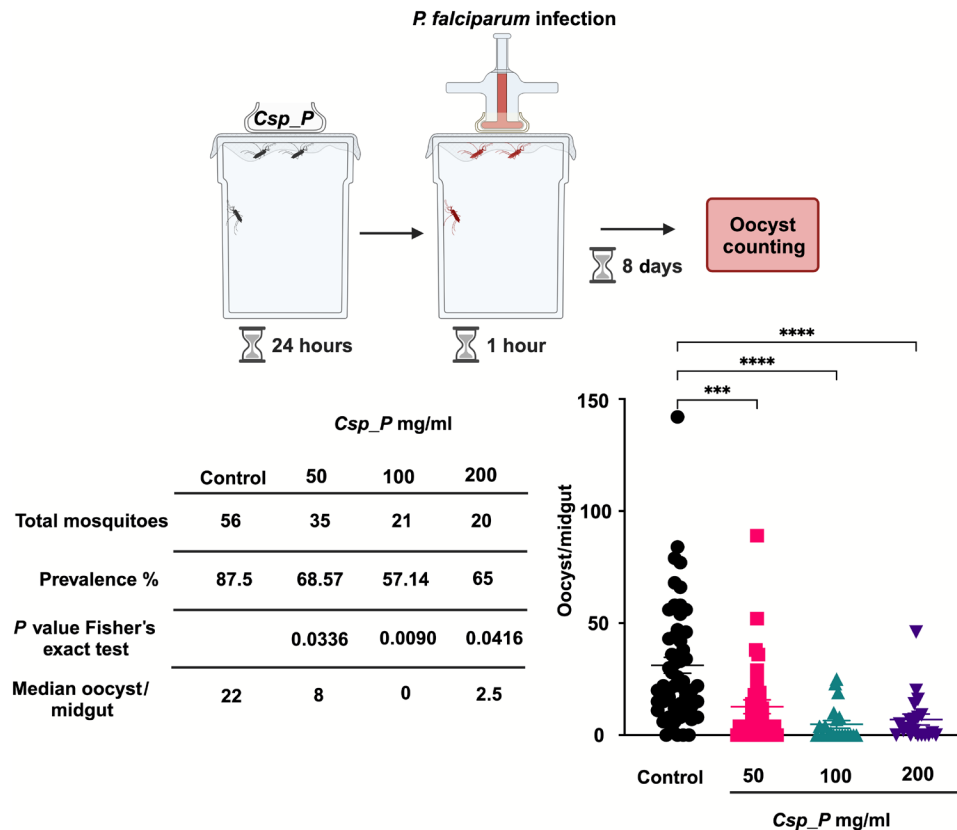 P. falciparum infection
Csp_P
24 hours
1 hour
8 days
Oocyst
counting
Csp_P mg/ml
Control 50 100 200
Total mosquitoes 56 35 21 20
Prevalence % 87.5 68.57 57.14 65
P value Fisher's
exact test 0.0336 0.0090 0.0416
Median oocyst/
midgut 22 8 0 2.5
****
****
***
Oocyst/midgut
150
100
50
0
Control 50 100 200
Csp_P mg/ml